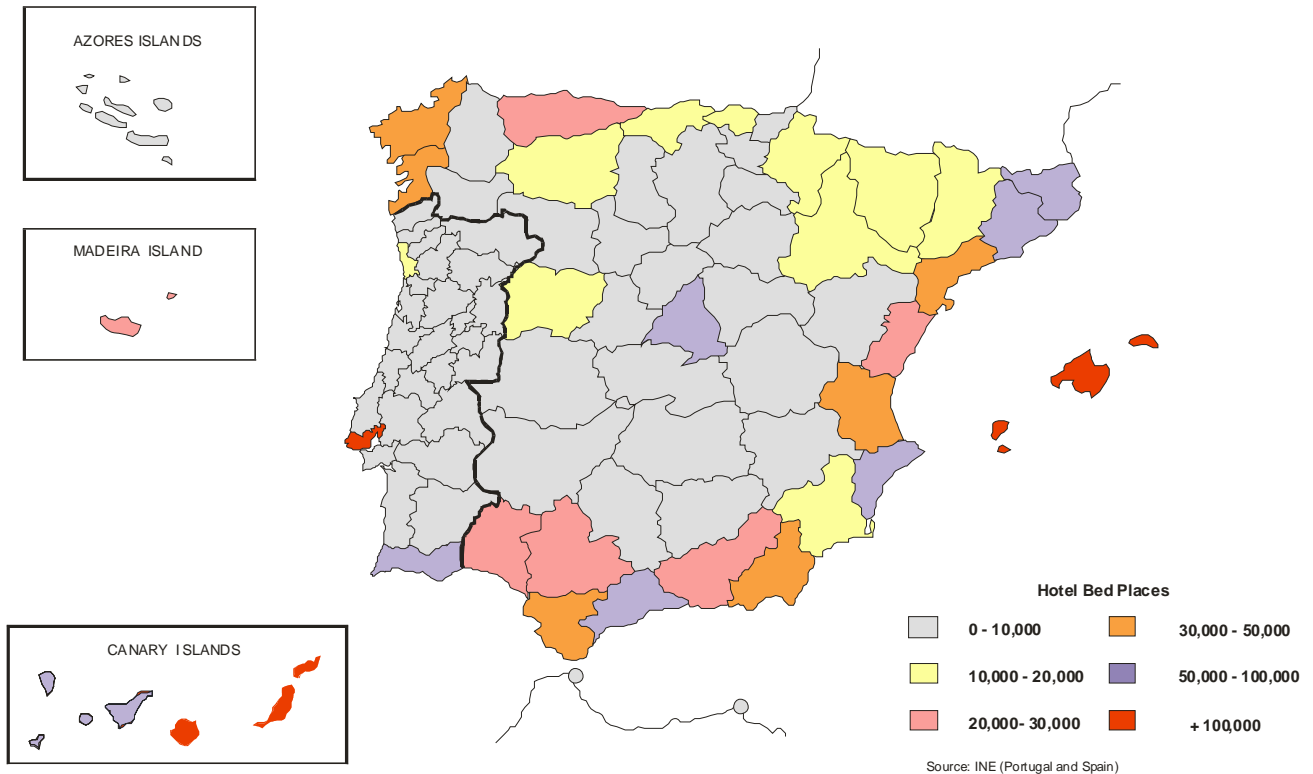 AZORES ISLANDS
MADEIRA ISLAND
CANARY ISLANDS
Hotel Bed Places
0 - 10,000
30,000 - 50,000
10,000 - 20,000
50,000 - 100,000
20,000- 30,000
+ 100,000
Source: INE (Portugal and Spain)